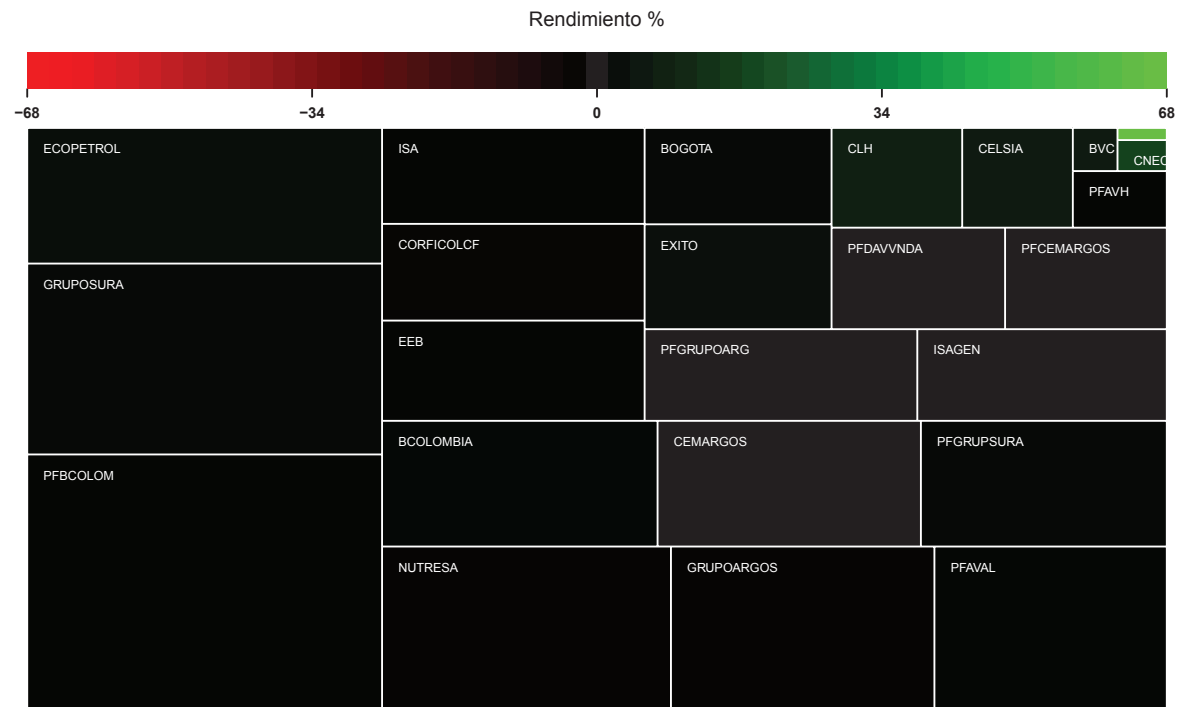 Rendimiento %
−68 −34 0 34 68
ECOPETROL
GRUPOSURA
PFBCOLOM
ISA
CORFICOLCF
EEB
BCOLOMBIA
NUTRESA
BOGOTA
EXITO
PFGRUPOARG
CEMARGOS
GRUPOARGOS
CLH
CELSIA
BVC
CNEC
PFAVH
PFDAVVNDA
PFCEMARGOS
ISAGEN
PFGRUPSURA
PFAVAL